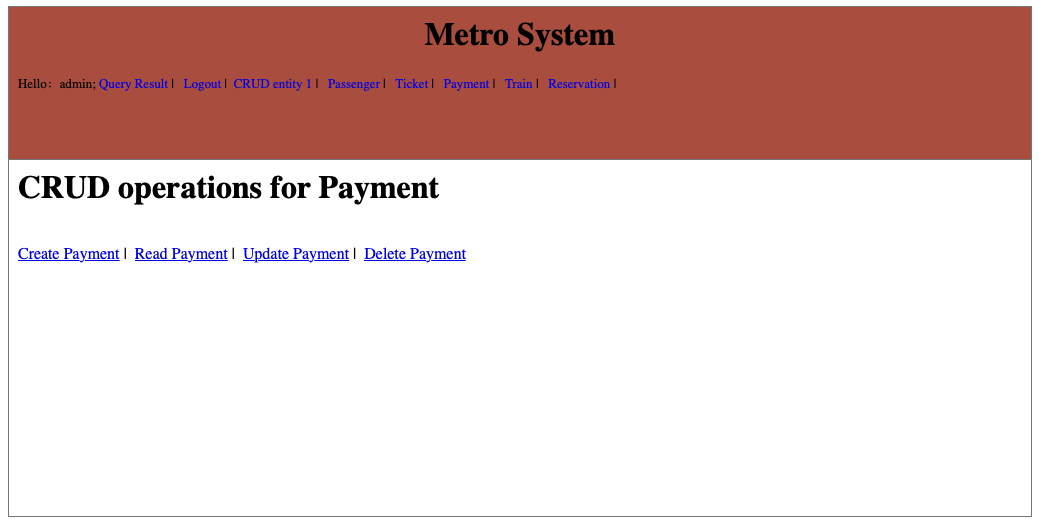 Metro System
Hello：admin; Query Result | Logout | CRUD entity 1 | Passenger | Ticket | Payment | Train | Reservation |
CRUD operations for Payment
Create Payment | Read Payment | Update Payment | Delete Payment